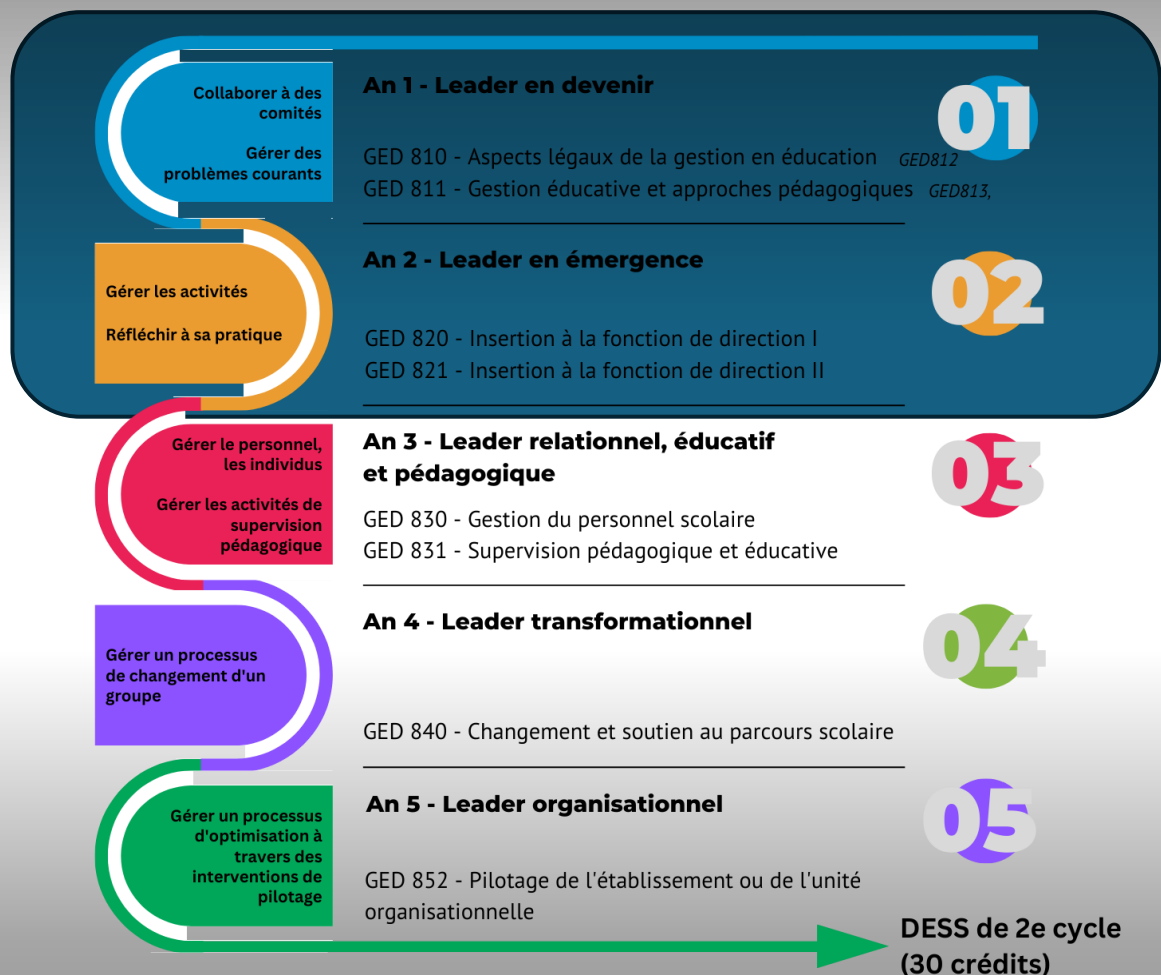 Collaborer à des
comités
Gérer des
problèmes courants
An 1 - Leader en devenir
01
GED 810 - Aspects légaux de la gestion en éducation GED812
GED 811 - Gestion éducative et approches pédagogiques GED813,
Gérer les activités
Réfléchir à sa pratique
An 2 - Leader en émergence
02
GED 820 - Insertion à la fonction de direction I
GED 821 - Insertion à la fonction de direction II
Gérer le personnel,
les individus
Gérer les activités de
supervision
pédagogique
An 3 - Leader relationnel, éducatif
et pédagogique
03
GED 830 - Gestion du personnel scolaire
GED 831 - Supervision pédagogique et éducative
Gérer un processus
de changement d'un
groupe
An 4 - Leader transformationnel
04
GED 840 - Changement et soutien au parcours scolaire
Gérer un processus
d'optimisation à
travers des
interventions de
pilotage
An 5 - Leader organisationnel
05
GED 852 - Pilotage de l'établissement ou de l'unité
organisationnelle
DESS de 2e cycle
(30 crédits)